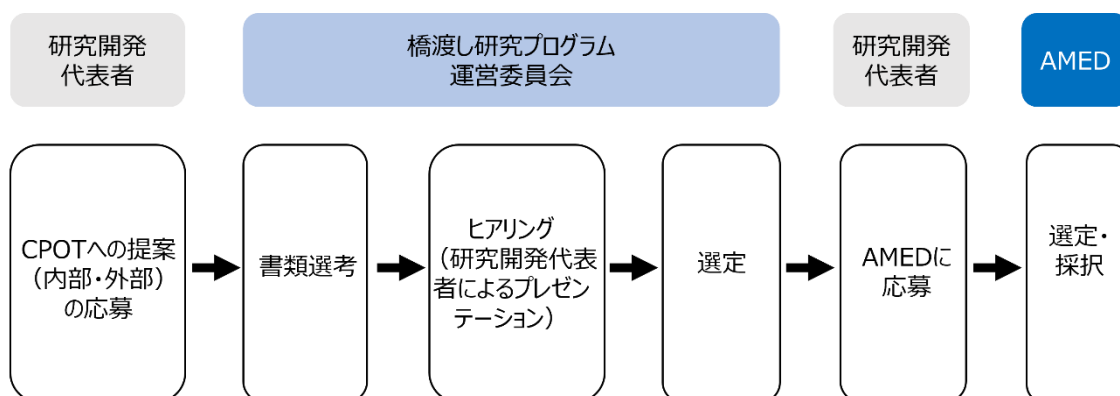 研究開発
代表者
橋渡し研究プログラム
運営委員会
研究開発
代表者
AMED
CPOTへの提案
（内部・外部）
の応募
書類選考
ヒアリング
（研究開発代表
者によるプレゼン
テーション）
選定
AMEDに
応募
選定・
採択